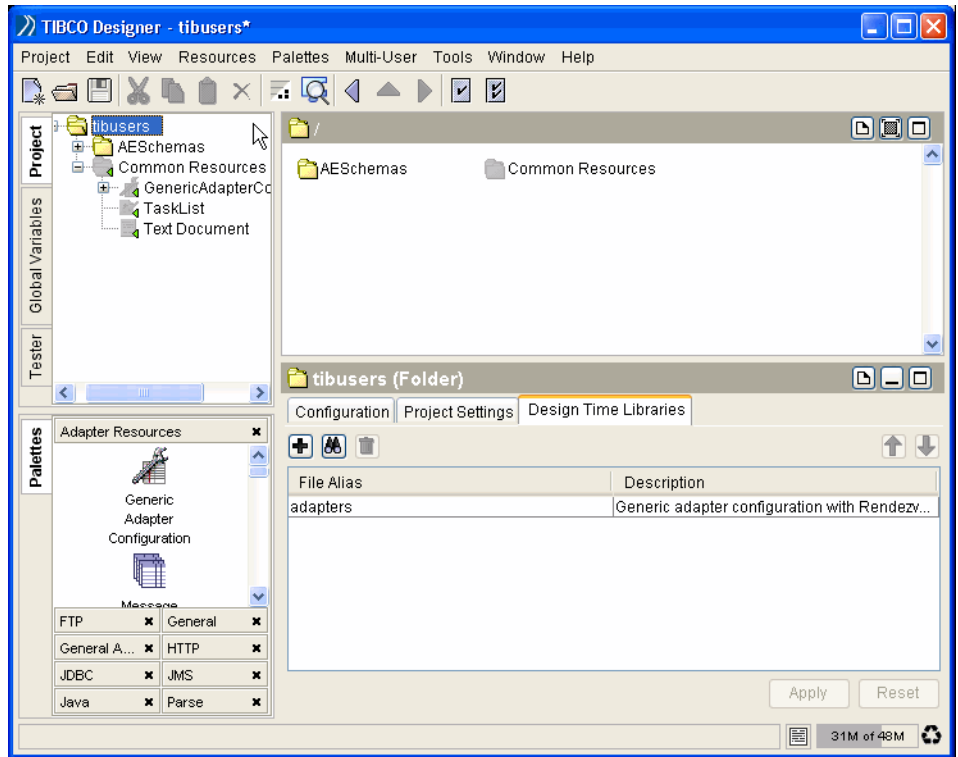 TIBCO Designer - tibusers*
Project Edit View Resources Palettes Multi-User Tools Window Help
Project
Global Variables
Tester
tibusers
AESchemas
Common Resources
GenericAdapterCo
TaskList
Text Document
/
AESchemas Common Resources
tibusers (Folder)
Configuration Project Settings Design Time Libraries
File Alias Description
adapters Generic adapter configuration with Rendezv...
Palettes
Adapter Resources
Generic
Adapter
Configuration
Message
FTP General
General A... HTTP
JDBC JMS
Java Parse
Apply Reset
31M of 48M